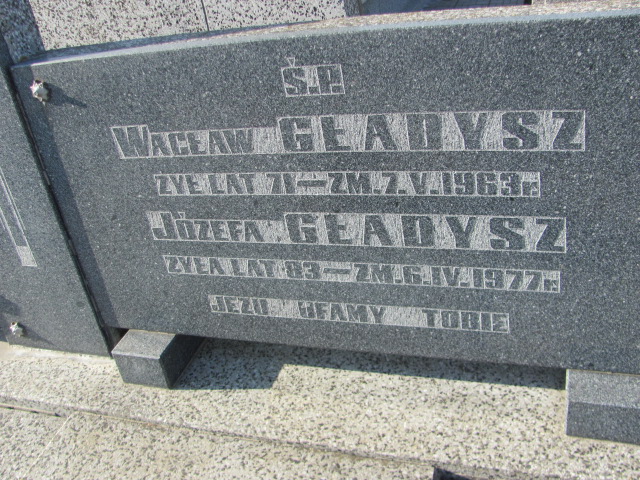 Ś.P.
WACŁAW GŁADYSZ
ŻYŁ LAT 71 — ZM. 7. V. 1963 r.
JÓZEFA GŁADYSZ
ŻYŁA LAT 83 — ZM. 6. IV. 1977 r.
JEZU UFAMY TOBIE